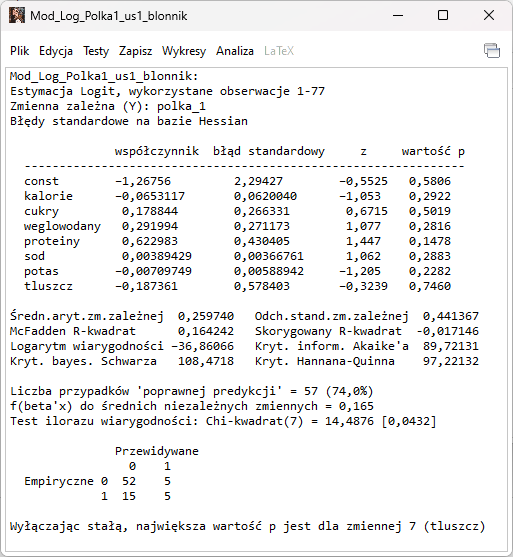 Mod_Log_Polka1_us1_blonnik
Plik Edycja Testy Zapisz Wykresy Analiza LaTeX
Mod_Log_Polka1_us1_blonnik:
Estymacja Logit, wykorzystane obserwacje 1-77
Zmienna zależna (Y): polka_1
Błędy standardowe na bazie Hessian
współczynnik błąd standardowy z wartość p
---------------------------------------------------------------
const −1,26756 2,29427 −0,5525 0,5806
kalorie −0,0653117 0,0620040 −1,053 0,2922
cukry 0,178844 0,266331 0,6715 0,5019
weglowodany 0,291994 0,271173 1,077 0,2816
proteiny 0,622983 0,430405 1,447 0,1478
sod 0,00389429 0,00366761 1,062 0,2883
potas −0,00709749 0,00588942 −1,205 0,2282
tluszcz −0,187361 0,578403 −0,3239 0,7460
Średn.aryt.zm.zależnej 0,259740 Odch.stand.zm.zależnej 0,441367
McFadden R-kwadrat 0,164242 Skorygowany R-kwadrat −0,017146
Logarytm wiarygodności −36,86066 Kryt. inform. Akaike'a 89,72131
Kryt. bayes. Schwarza 108,4718 Kryt. Hannana-Quinna 97,22132
Liczba przypadków 'poprawnej predykcji' = 57 (74,0%)
f(beta'x) do średnich niezależnych zmiennych = 0,165
Test ilorazu wiarygodności: Chi-kwadrat(7) = 14,4876 [0,0432]
Przewidywane
0 1
Empiryczne 0 52 5
1 15 5
Wyłączając stałą, największa wartość p jest dla zmiennej 7 (tluszcz)